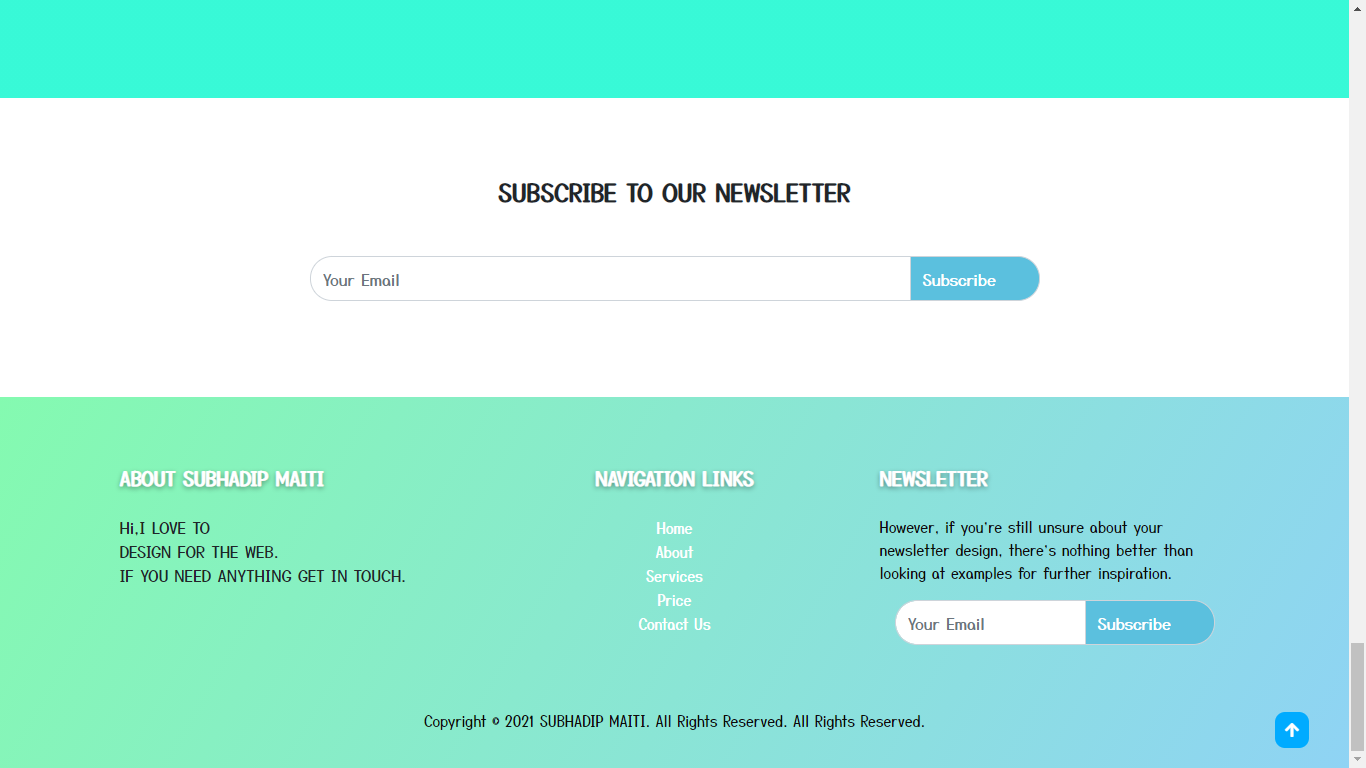 SUBSCRIBE TO OUR NEWSLETTER
Your Email
Subscribe
ABOUT SUBHADIP MAITI
Hi,I LOVE TO
DESIGN FOR THE WEB.
IF YOU NEED ANYTHING GET IN TOUCH.
NAVIGATION LINKS
Home
About
Services
Price
Contact Us
NEWSLETTER
However, if you're still unsure about your
newsletter design, there's nothing better than
looking at examples for further inspiration.
Your Email
Subscribe
Copyright © 2021 SUBHADIP MAITI. All Rights Reserved. All Rights Reserved.